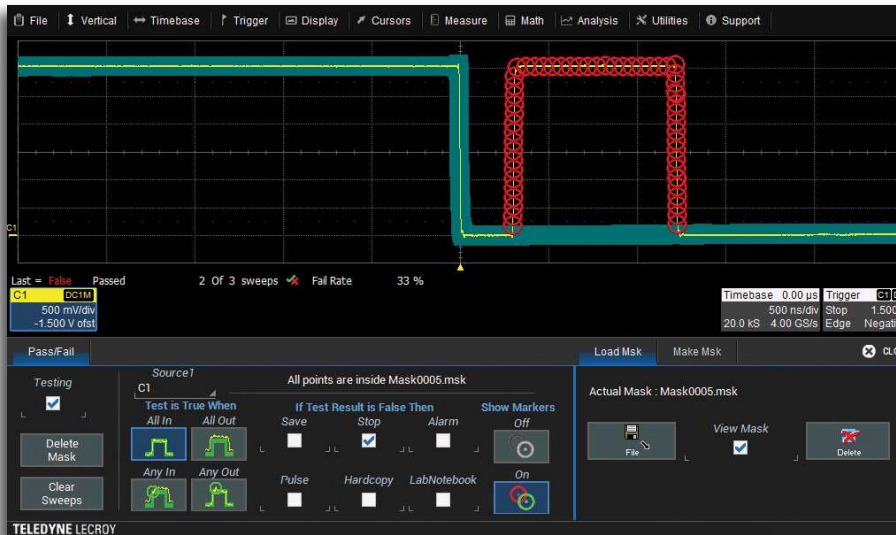 File Vertical Timebase Trigger Display Cursors Measure Math Analysis Utilities Support
C1
Last = False Passed 2 Of 3 sweeps Fail Rate 33 %
C1 DC1M
500 mV/div
-1.500 V ofst
Timebase 0.00 µs
500 ns/div
20.0 kS 4.00 GS/s
Trigger C1
Stop 1.500
Edge Negati
Pass/Fail
Load Msk Make Msk CLO
Testing
Source1
C1
All points are inside Mask0005.msk
Test is True When
If Test Result is False Then
Show Markers
All In All Out
Save Stop Alarm
Off
Delete
Mask
Any In Any Out
Pulse Hardcopy LabNotebook
On
Clear
Sweeps
Actual Mask : Mask0005.msk
File
View Mask
Delete
TELEDYNE LECROY